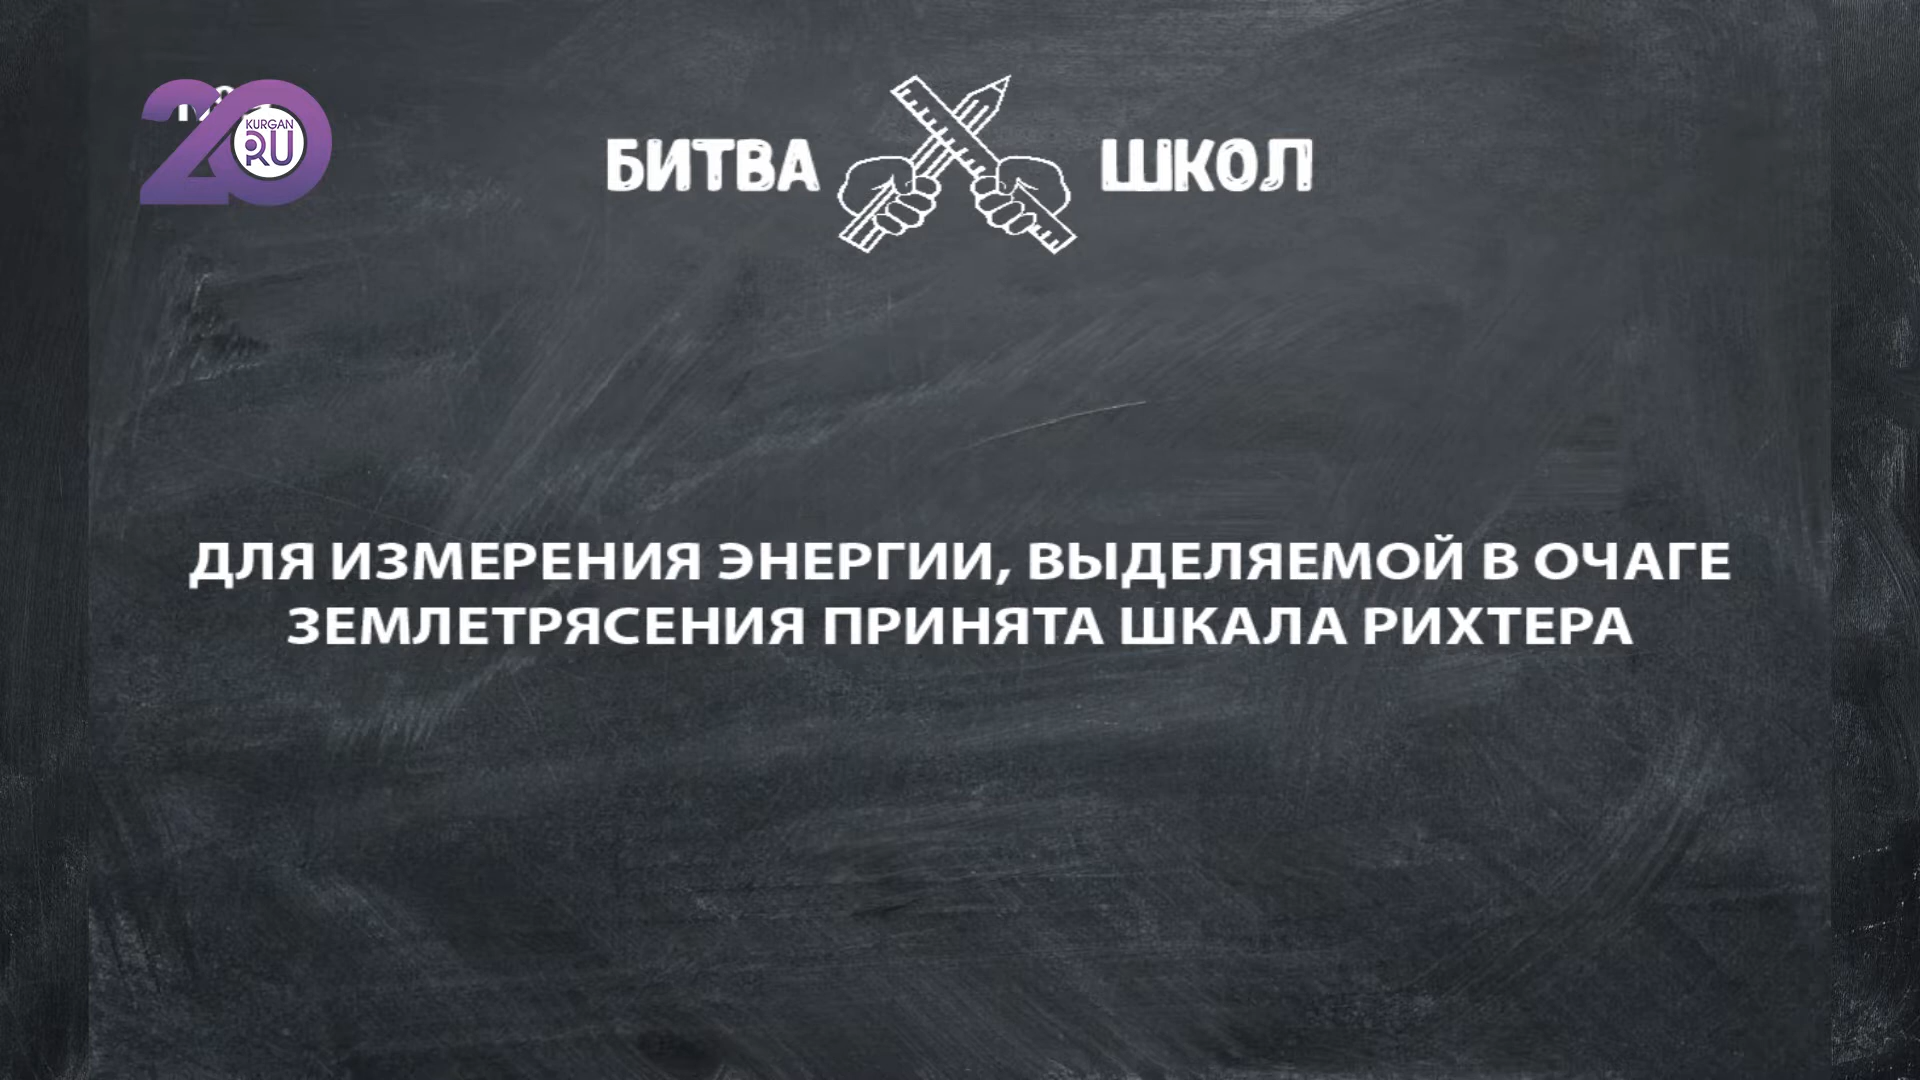 KURGAN
RU
БИТВА ШКОЛ
ДЛЯ ИЗМЕРЕНИЯ ЭНЕРГИИ, ВЫДЕЛЯЕМОЙ В ОЧАГЕ
ЗЕМЛЕТРЯСЕНИЯ ПРИНЯТА ШКАЛА РИХТЕРА